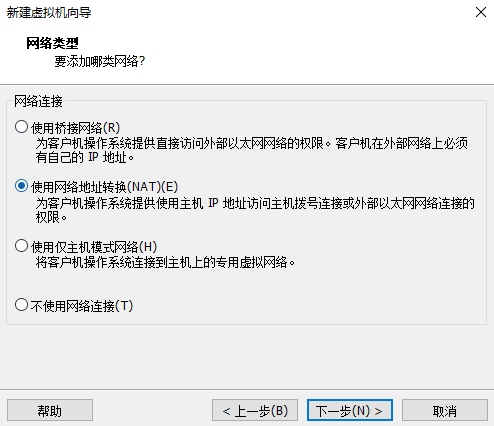 新建虚拟机向导
网络类型
要添加哪类网络?
网络连接
使用桥接网络(R)
为客户机操作系统提供直接访问外部以太网网络的权限。客户机在外部网络上必须
有自己的 IP 地址。
使用网络地址转换(NAT)(E)
为客户机操作系统提供使用主机 IP 地址访问主机拨号连接或外部以太网网络连接的
权限。
使用仅主机模式网络(H)
将客户机操作系统连接到主机上的专用虚拟网络。
不使用网络连接(T)
帮助
< 上一步(B)
下一步(N) >
取消